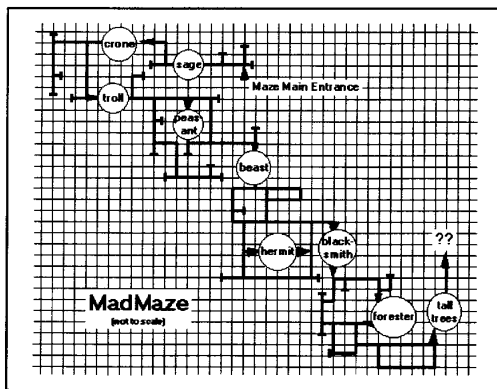 crone
sage
Maze Main Entrance
troll
peas
ant
beast
??
black-
smith
hermit
MadMaze
[not to scale]
tall
trees
forester